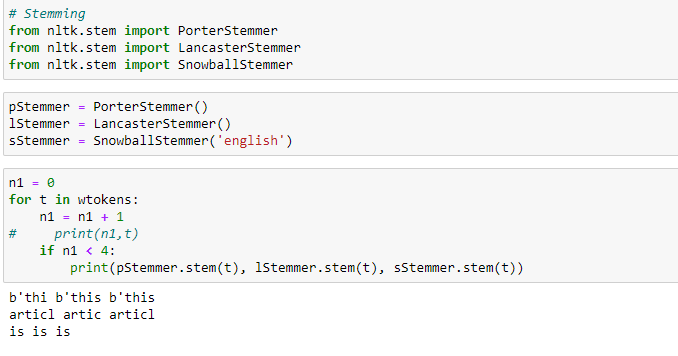 # Stemming
from nltk.stem import PorterStemmer
from nltk.stem import LancasterStemmer
from nltk.stem import SnowballStemmer
pStemmer = PorterStemmer()
lStemmer = LancasterStemmer()
sStemmer = SnowballStemmer('english')
n1 = 0
for t in wtokens:
    n1 = n1 + 1
#     print(n1,t)
    if n1 < 4:
        print(pStemmer.stem(t), lStemmer.stem(t), sStemmer.stem(t))
b'thi b'this b'this
articl artic articl
is is is